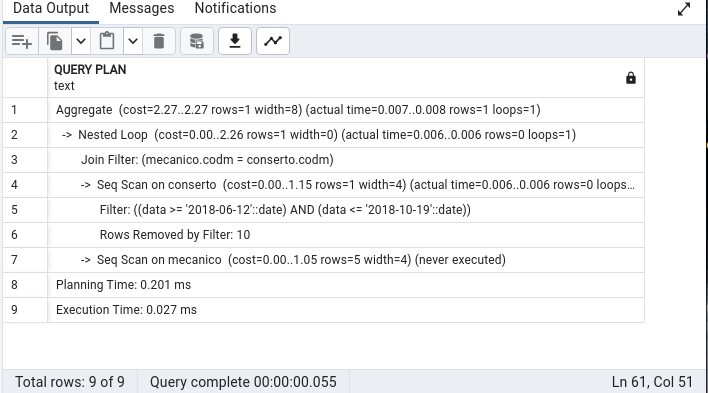 Data Output Messages Notifications
QUERY PLAN
text
1 Aggregate (cost=2.27..2.27 rows=1 width=8) (actual time=0.007..0.008 rows=1 loops=1)
2 -> Nested Loop (cost=0.00..2.26 rows=1 width=0) (actual time=0.006..0.006 rows=0 loops=1)
3 Join Filter: (mecanico.codm = conserto.codm)
4 -> Seq Scan on conserto (cost=0.00..1.15 rows=1 width=4) (actual time=0.006..0.006 rows=0 loops...
5 Filter: ((data >= '2018-06-12'::date) AND (data <= '2018-10-19'::date))
6 Rows Removed by Filter: 10
7 -> Seq Scan on mecanico (cost=0.00..1.05 rows=5 width=4) (never executed)
8 Planning Time: 0.201 ms
9 Execution Time: 0.027 ms
Total rows: 9 of 9 Query complete 00:00:00.055 Ln 61, Col 51